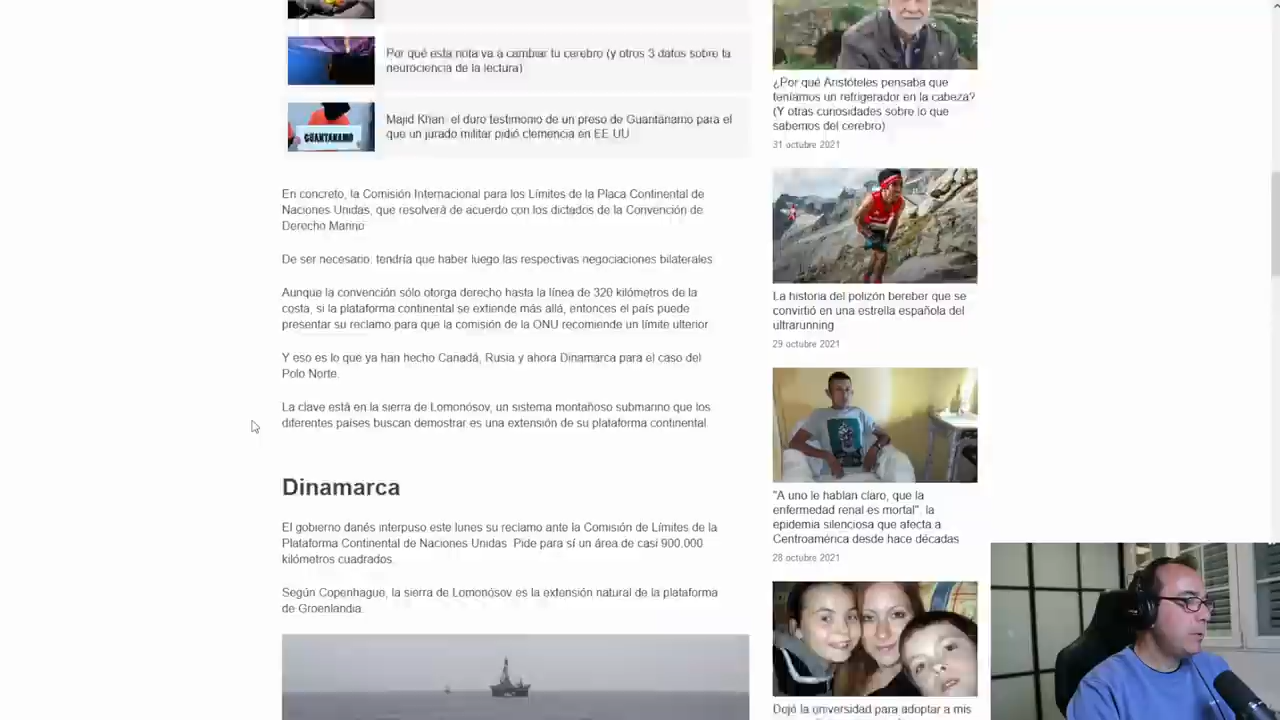 Por qué esta nota va a cambiar tu cerebro (y otros 3 datos sobre la
neurociencia de la lectura)
GUANTÁNAMO
Majid Khan: el duro testimonio de un preso de Guantánamo para el
que un jurado militar pidió clemencia en EE.UU
En concreto, la Comisión Internacional para los Límites de la Placa Continental de
Naciones Unidas, que resolverá de acuerdo con los dictados de la Convención de
Derecho Marino.
De ser necesario, tendría que haber luego las respectivas negociaciones bilaterales.
Aunque la convención sólo otorga derecho hasta la línea de 320 kilómetros de la
costa, si la plataforma continental se extiende más allá, entonces el país puede
presentar su reclamo para que la comisión de la ONU recomiende un límite ulterior.
Y eso es lo que ya han hecho Canadá, Rusia y ahora Dinamarca para el caso del
Polo Norte.
La clave está en la sierra de Lomonósov, un sistema montañoso submarino que los
diferentes países buscan demostrar es una extensión de su plataforma continental.
Dinamarca
El gobierno danés interpuso este lunes su reclamo ante la Comisión de Límites de la
Plataforma Continental de Naciones Unidas. Pide para sí un área de casi 900.000
kilómetros cuadrados.
Según Copenhague, la sierra de Lomonósov es la extensión natural de la plataforma
de Groenlandia.
¿Por qué Aristóteles pensaba que
teníamos un refrigerador en la cabeza?
(Y otras curiosidades sobre lo que
sabemos del cerebro)
31 octubre 2021
La historia del polizón bereber que se
convirtió en una estrella española del
ultrarunning
29 octubre 2021
"A uno le hablan claro, que la
enfermedad renal es mortal": la
epidemia silenciosa que afecta a
Centroamérica desde hace décadas
28 octubre 2021
Dejó la universidad para adoptar a mis